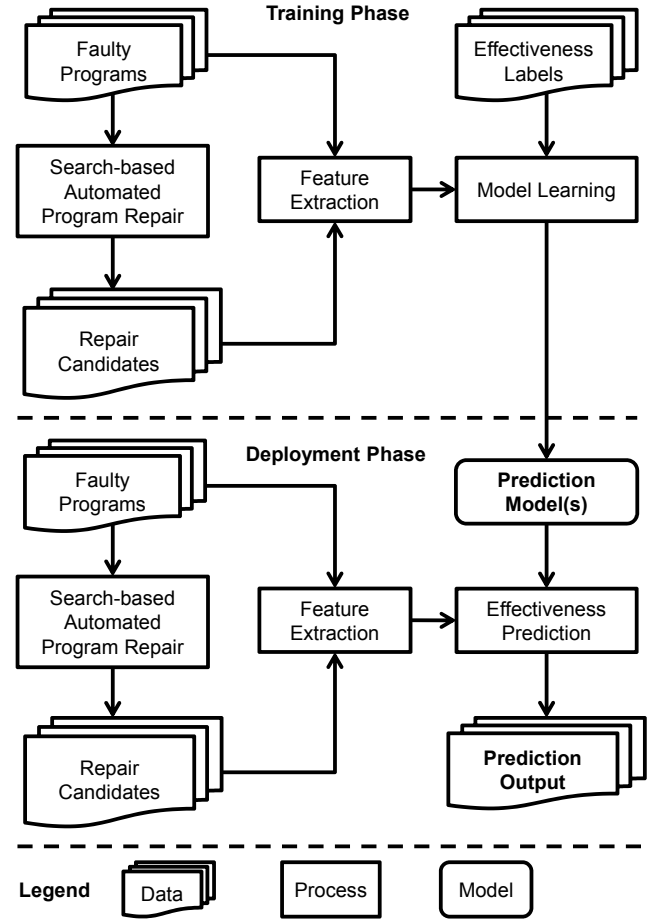 Training Phase
Faulty
Programs
Effectiveness
Labels
Search-based
Automated
Program Repair
Feature
Extraction
Model Learning
Repair
Candidates
Deployment Phase
Faulty
Programs
Prediction
Model(s)
Search-based
Automated
Program Repair
Feature
Extraction
Effectiveness
Prediction
Repair
Candidates
Prediction
Output
Legend
Data
Process
Model